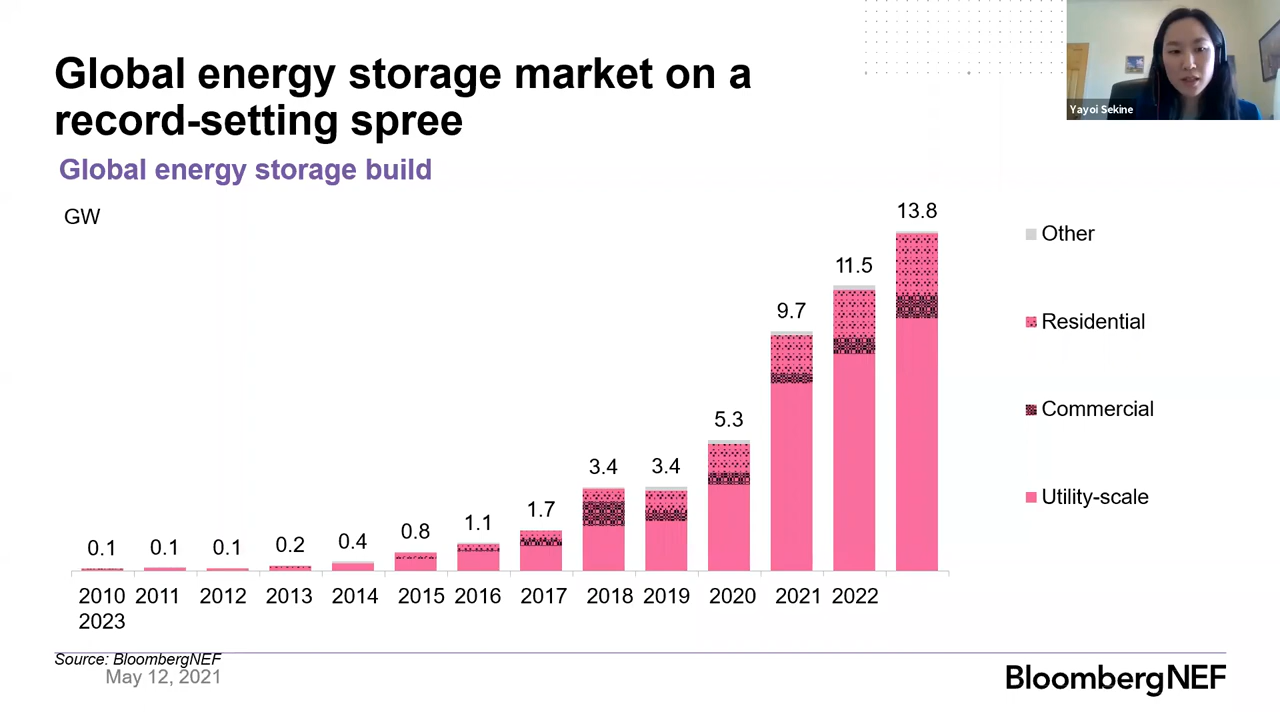 Global energy storage market on a
record-setting spree
Yayoi Sekine
Global energy storage build
GW
13.8
11.5
9.7
5.3
3.4
3.4
1.7
1.1
0.8
0.4
0.2
0.1
0.1
0.1
Other
Residential
Commercial
Utility-scale
2010 2011 2012 2013 2014 2015 2016 2017 2018 2019 2020 2021 2022
2023
Source: BloombergNEF
May 12, 2021
BloombergNEF